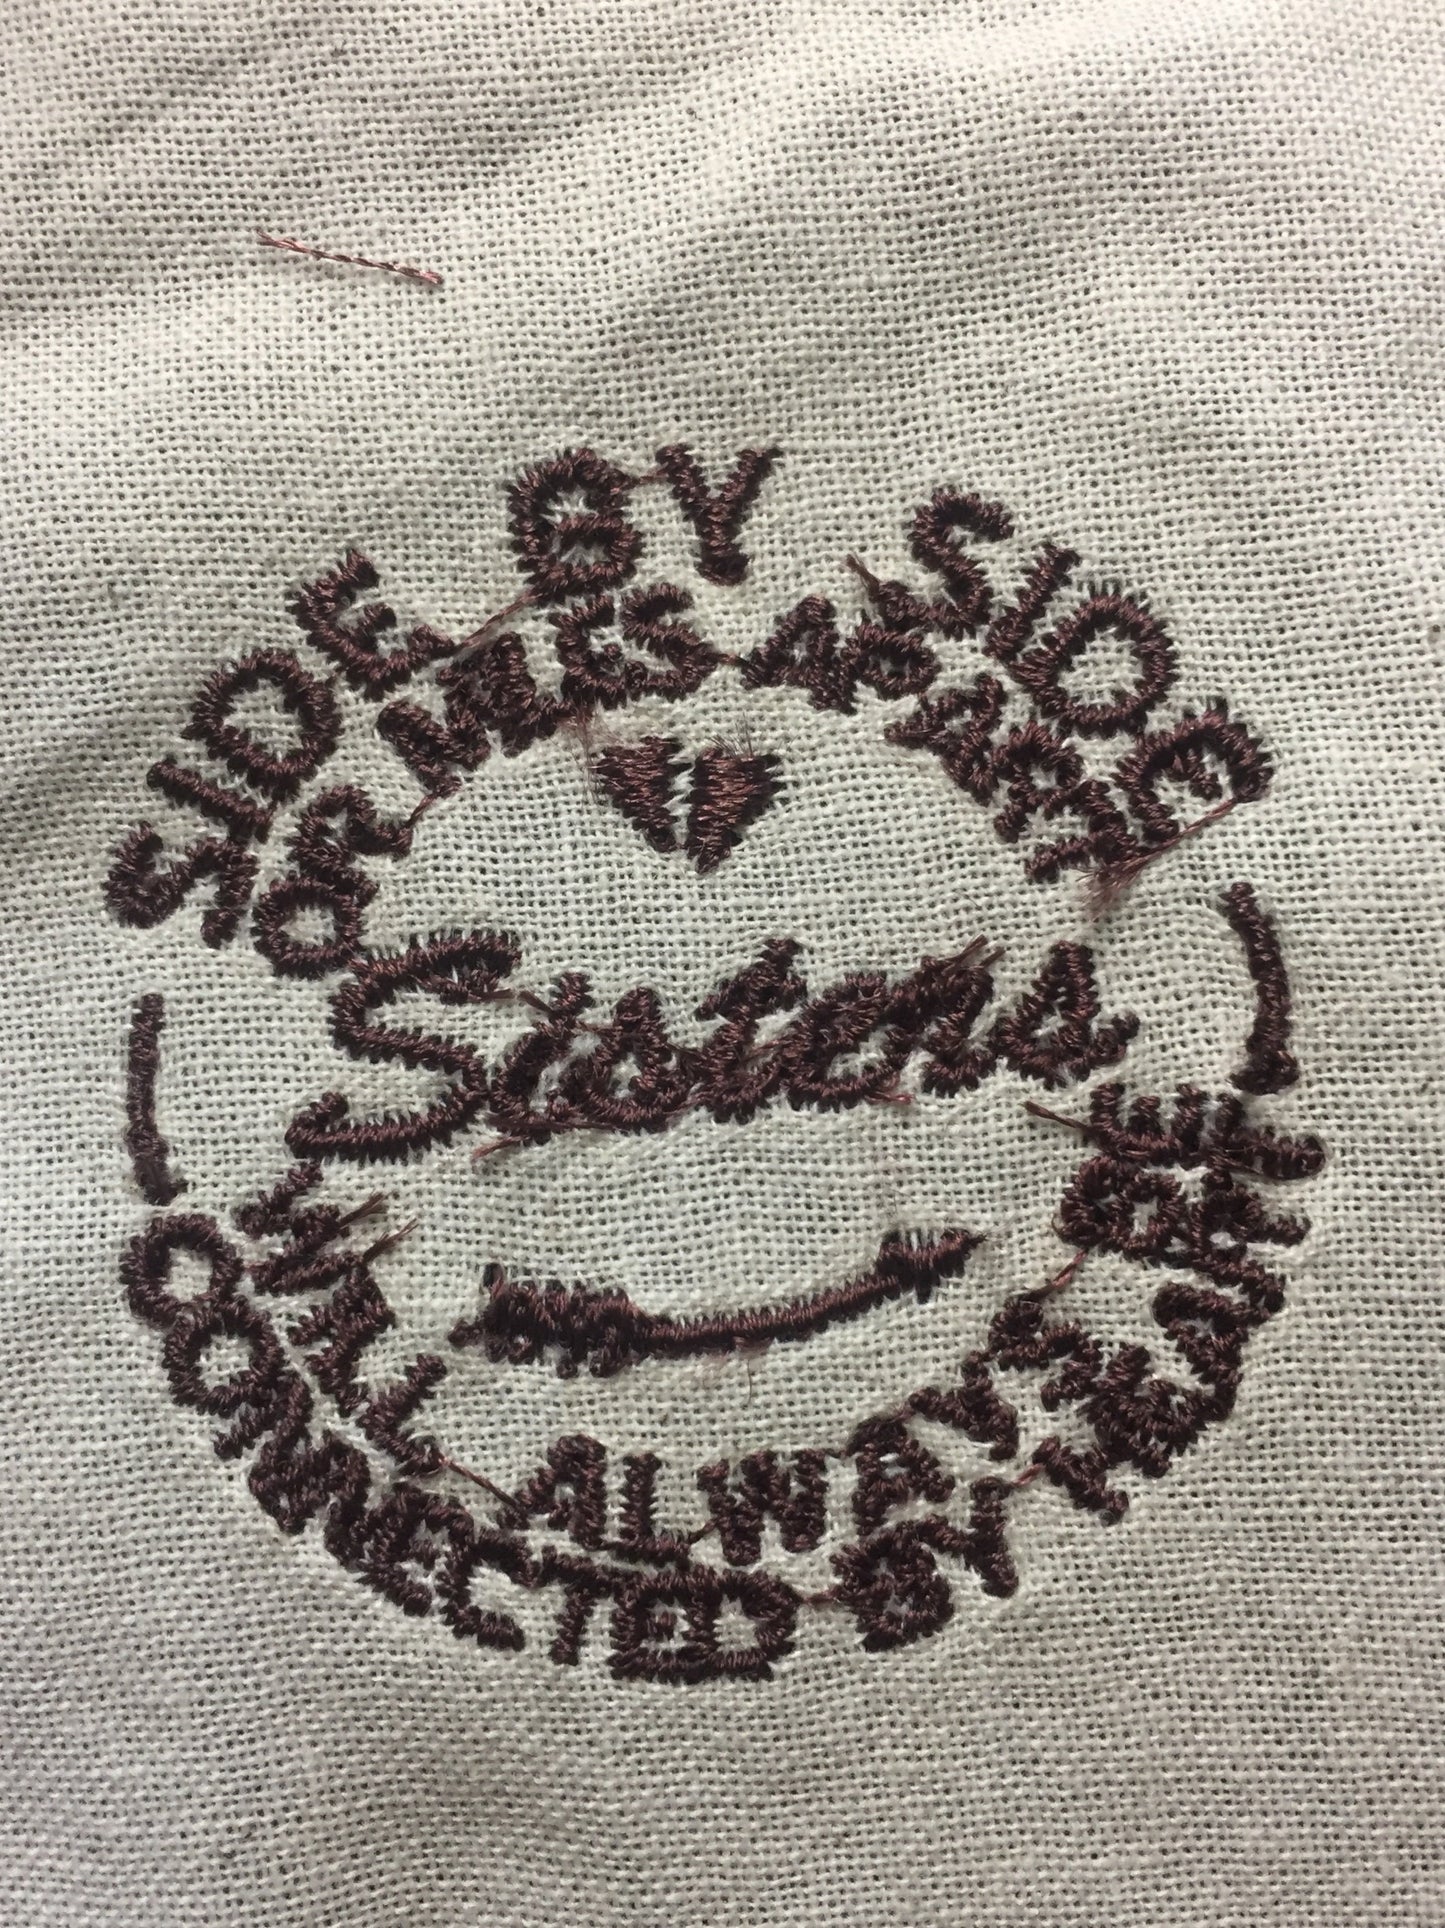 SIDE BY SIDE
OR MILES APART
Sisters
WILL ALWAYS BE
CONNECTED BY HEART